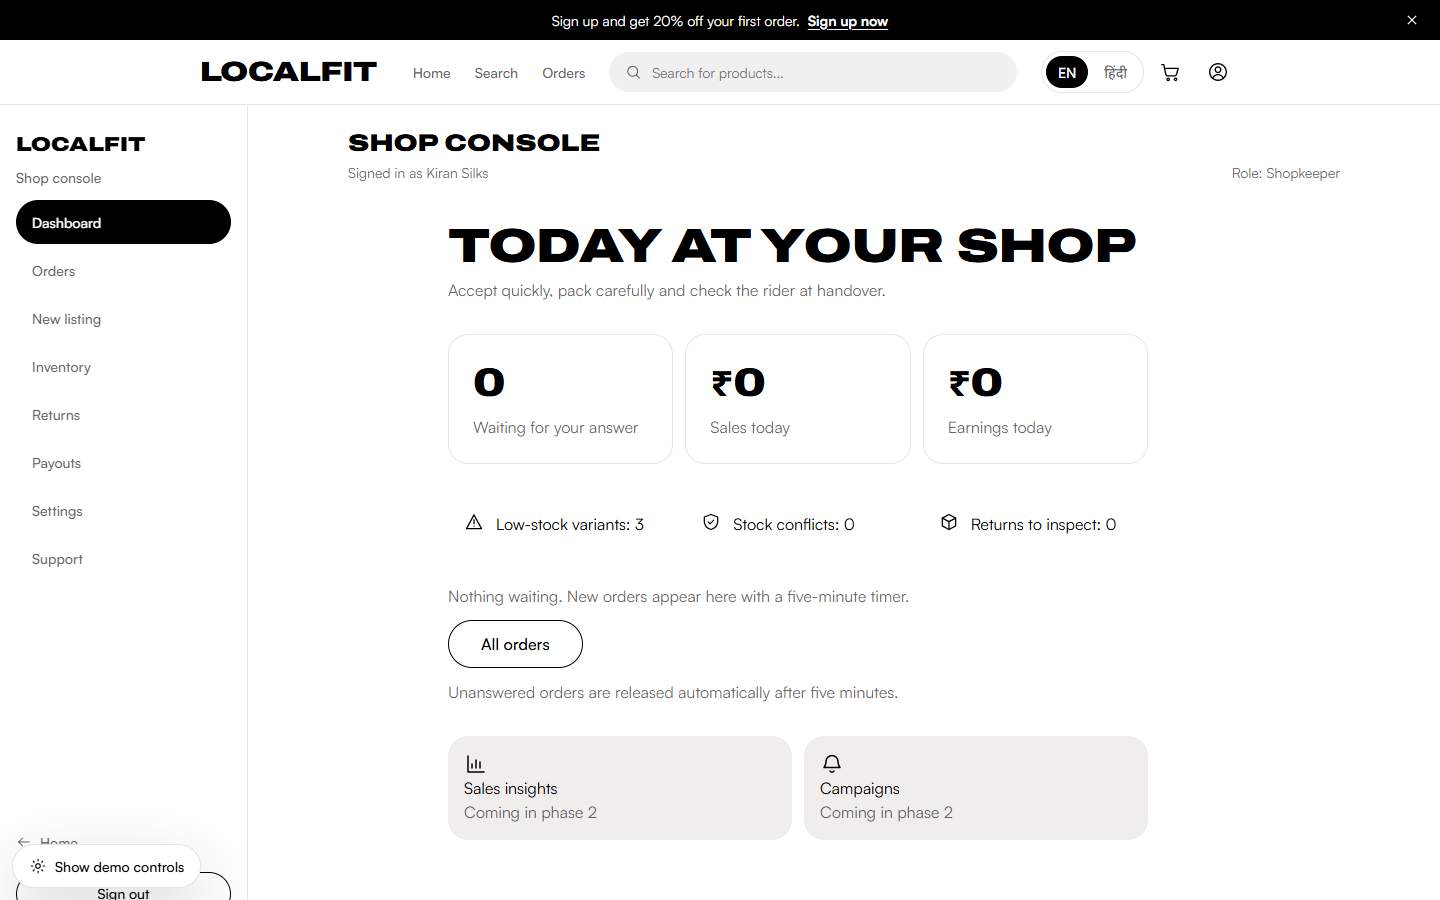 Sign up and get 20% off your first order. Sign up now
LOCALFIT
Home
Search
Orders
Search for products...
EN
हिंदी
LOCALFIT
Shop console
Dashboard
Orders
New listing
Inventory
Returns
Payouts
Settings
Support
Home
Show demo controls
Sign out
SHOP CONSOLE
Signed in as Kiran Silks
Role: Shopkeeper
TODAY AT YOUR SHOP
Accept quickly, pack carefully and check the rider at handover.
0
Waiting for your answer
₹0
Sales today
₹0
Earnings today
Low-stock variants: 3
Stock conflicts: 0
Returns to inspect: 0
Nothing waiting. New orders appear here with a five-minute timer.
All orders
Unanswered orders are released automatically after five minutes.
Sales insights
Coming in phase 2
Campaigns
Coming in phase 2